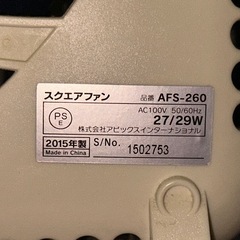 スクエアファン 品番 AFS-260
AC100V 50/60Hz
27/29W
PS
E
株式会社アピックスインターナショナル
2015年製
Made in China
S/No. 1502753